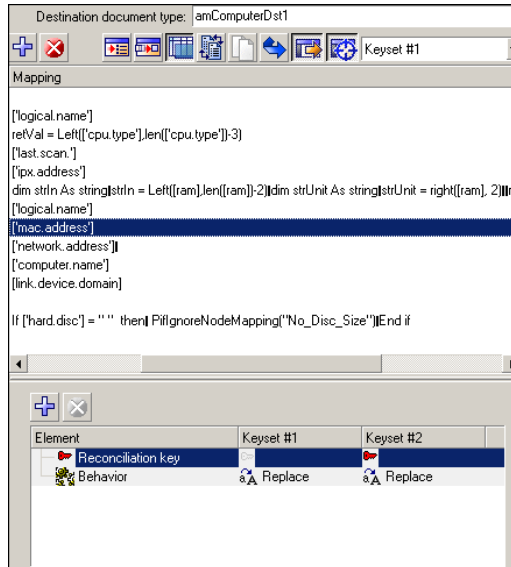 Destination document type: amComputerDst1
Keyset #1
Mapping
['logical.name']
retVal = Left(['cpu.type'],len(['cpu.type'])-3)
['last.scan.']
['ipx.address']
dim strIn As string|strIn = Left([ram],len([ram])-2)|dim strUnit As string|strUnit = right([ram], 2)||
['logical.name']
['mac.address']
['network.address']|
['computer.name']
[link.device.domain]
If ['hard.disc'] = " " then| PifIgnoreNodeMapping("No_Disc_Size")|End if
Element Keyset #1 Keyset #2
Reconciliation key
Behavior Replace Replace